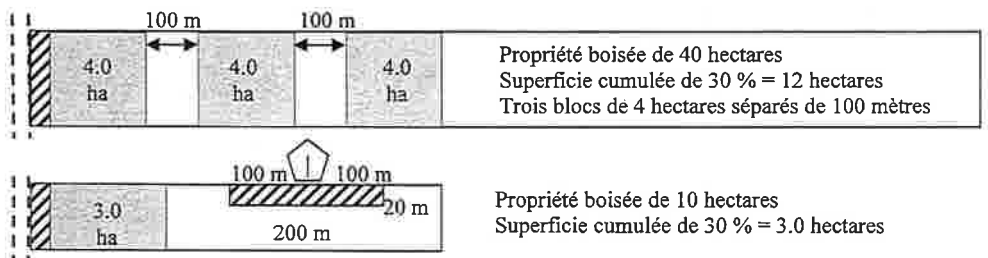 100 m
100 m
4.0
ha
4.0
ha
4.0
ha
Propriété boisée de 40 hectares
Superficie cumulée de 30 % = 12 hectares
Trois blocs de 4 hectares séparés de 100 mètres
100 m
1
100 m
3.0
ha
20 m
200 m
Propriété boisée de 10 hectares
Superficie cumulée de 30 % = 3.0 hectares